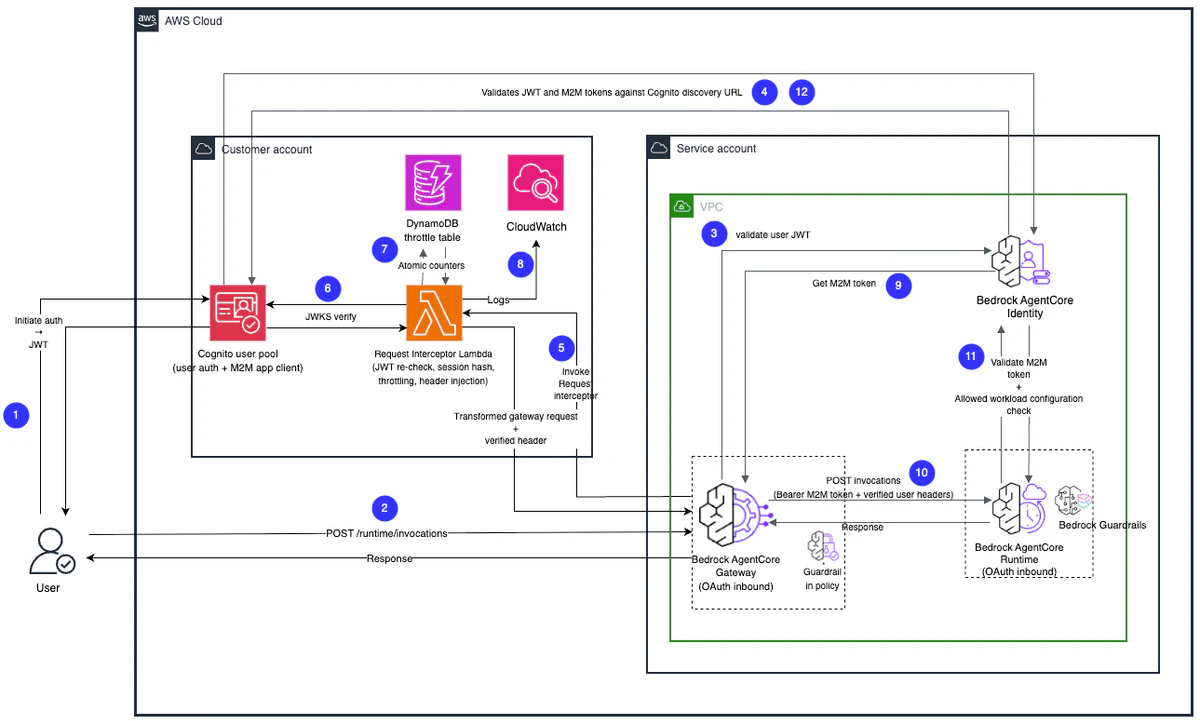 aws
AWS Cloud
Validates JWT and M2M tokens against Cognito discovery URL
4
12
Customer account
DynamoDB
throttle table
CloudWatch
7
Atomic counters
8
6
JWKS verify
Logs
Initiate auth
→
JWT
Cognito user pool
(user auth + M2M app client)
Request Interceptor Lambda
(JWT re-check, session hash,
throttling, header injection)
5
Invoke
Request
interceptor
Transformed gateway request
+
verified header
1
Service account
VPC
3
validate user JWT
Get M2M token
9
Bedrock AgentCore
Identity
11
Validate M2M
token
+
Allowed workload configuration
check
10
POST invocations
(Bearer M2M token + verified user headers)
Response
Bedrock Guardrails
Bedrock AgentCore
Gateway
(OAuth inbound)
Guardrail
in policy
Bedrock AgentCore
Runtime
(OAuth inbound)
2
POST /runtime/invocations
Response
User